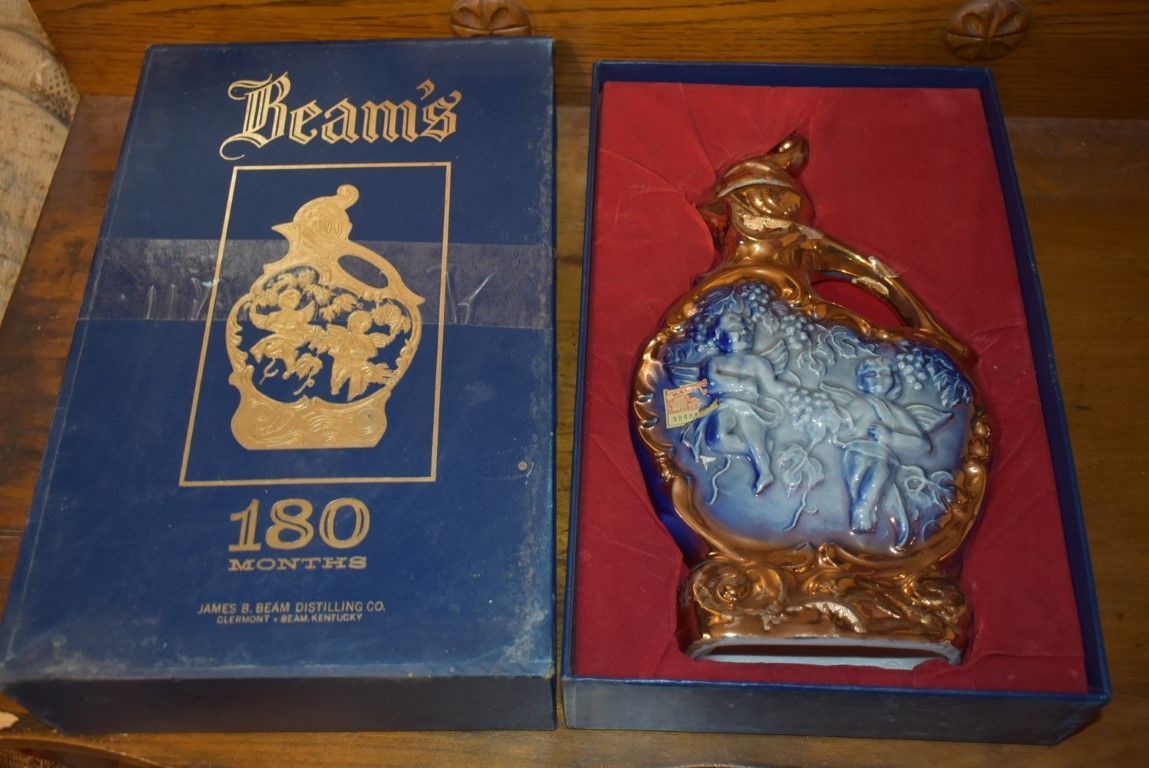 Beam's
180
MONTHS
JAMES B. BEAM DISTILLING CO.
CLERMONT • BEAM, KENTUCKY